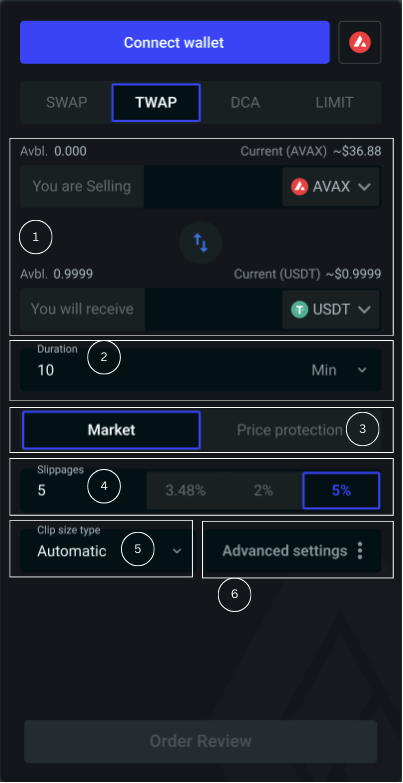 Connect wallet
SWAP TWAP DCA LIMIT
Avbl. 0.000 Current (AVAX) ~$36.88
You are Selling AVAX
1
Avbl. 0.9999 Current (USDT) ~$0.9999
You will receive USDT
Duration
2
10 Min
Market Price protection 3
Slippages
5 4 3.48% 2% 5%
Clip size type
Automatic 5 Advanced settings
6
Order Review